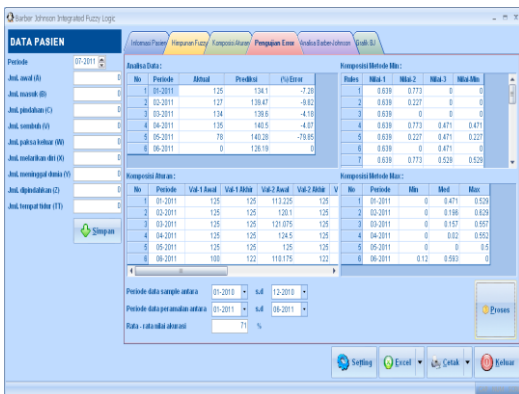 Barber Johnson Integrated Fuzzy Logic
DATA PASIEN
Periode 07-2011
Jml. awal (A) 0
Jml. masuk (B) 0
Jml. pindahan (C) 0
Jml. sembuh (V) 0
Jml. paksa keluar (W) 0
Jml. melarikan diri (X) 0
Jml. meninggal dunia (Y) 0
Jml. dipindahkan (Z) 0
Jml. tempat tidur (TT) 0
Simpan
Informasi Pasien Himpunan Fuzzy Komposisi Aturan Pengujian Error Analisa Barber Johnson Grafik BJ
Analisa Data :
No Periode Aktual Prediksi (%) Error
1 01-2011 125 134.1 -7.28
2 02-2011 127 139.47 -9.82
3 03-2011 134 139.6 -4.18
4 04-2011 135 140.5 -4.07
5 05-2011 78 140.28 -79.85
6 06-2011 0 126.19 0
Komposisi Metode Min :
Rules Nilai-1 Nilai-2 Nilai-3 Nilai-Min
1 0.639 0.773 0 0
2 0.639 0.227 0 0
3 0.639 0 0 0
4 0.639 0.773 0.471 0.471
5 0.639 0.227 0.471 0.227
6 0.639 0 0.471 0
7 0.639 0.773 0.529 0.529
Komposisi Aturan :
No Periode Val-1 Awal Val-1 Akhir Val-2 Awal Val-2 Akhir V
1 01-2011 125 125 113.225 125
2 02-2011 125 125 120.1 125
3 03-2011 125 125 121.075 125
4 04-2011 125 125 124.5 125
5 05-2011 125 125 125 125
6 06-2011 100 122 110.175 122
Komposisi Metode Max :
No Periode Min Med Max
1 01-2011 0 0.471 0.529
2 02-2011 0 0.196 0.629
3 03-2011 0 0.157 0.557
4 04-2011 0 0.02 0.552
5 05-2011 0 0 0.5
6 06-2011 0.12 0.593 0
Periode data sample antara 01-2010 s.d 12-2010
Periode data peramalan antara 01-2011 s.d 06-2011
Rata - rata nilai akurasi 71 %
Proses
Setting Excel Cetak Keluar